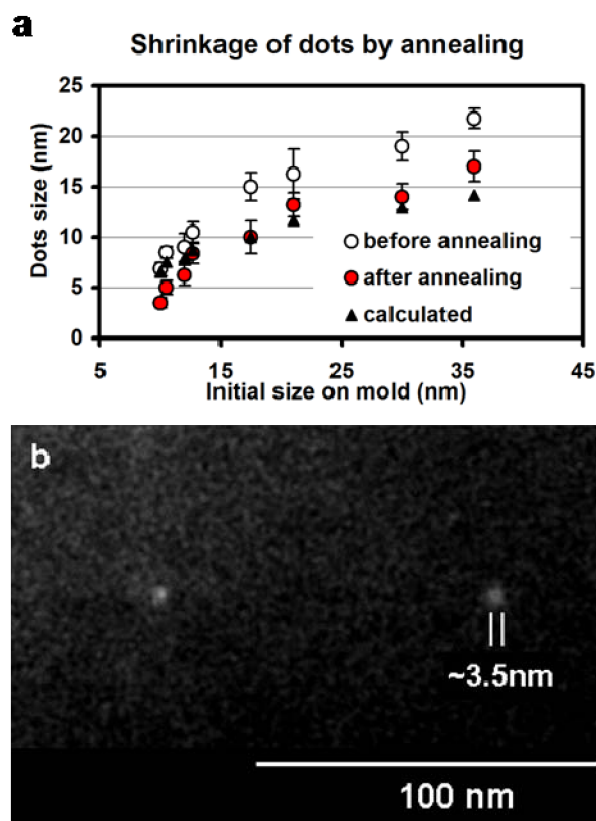 a
Shrinkage of dots by annealing
25
20
15
10
5
0
Dots size (nm)
before annealing
after annealing
calculated
5 15 25 35 45
Initial size on mold (nm)
b
~3.5nm
100 nm